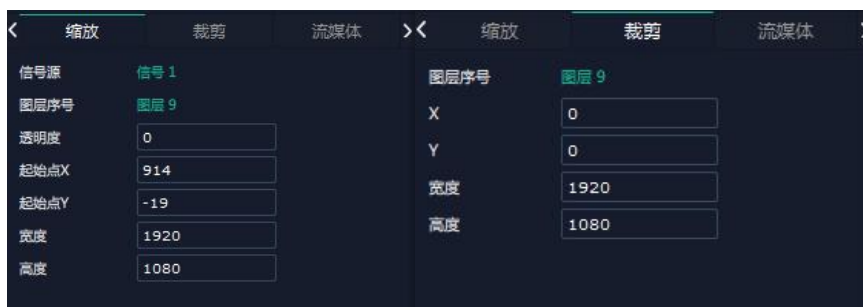 缩放 裁剪 流媒体
信号源 信号 1
图层序号 图层 9
透明度 0
起始点X 914
起始点Y -19
宽度 1920
高度 1080
缩放 裁剪 流媒体
图层序号 图层 9
X 0
Y 0
宽度 1920
高度 1080